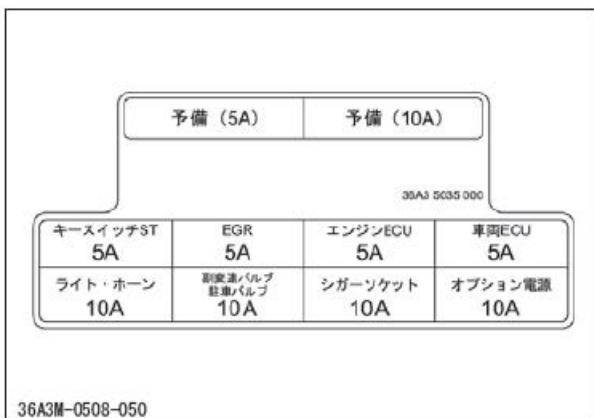 予備（5A）
予備（10A）
36A3 5035 000
キースイッチST
5A
EGR
5A
エンジンECU
5A
車両ECU
5A
ライト・ホーン
10A
副変速バルブ
駐車バルブ
10A
シガーソケット
10A
オプション電源
10A
36A3M-0508-050